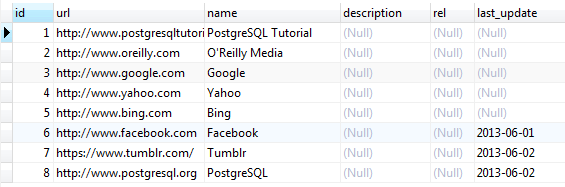 id url name description rel last_update
1 http://www.postgresqltutori PostgreSQL Tutorial (Null) (Null) (Null)
2 http://www.oreilly.com O'Reilly Media (Null) (Null) (Null)
3 http://www.google.com Google (Null) (Null) (Null)
4 http://www.yahoo.com Yahoo (Null) (Null) (Null)
5 http://www.bing.com Bing (Null) (Null) (Null)
6 http://www.facebook.com Facebook (Null) (Null) 2013-06-01
7 https://www.tumblr.com/ Tumblr (Null) (Null) 2013-06-02
8 http://www.postgresql.org PostgreSQL (Null) (Null) 2013-06-02